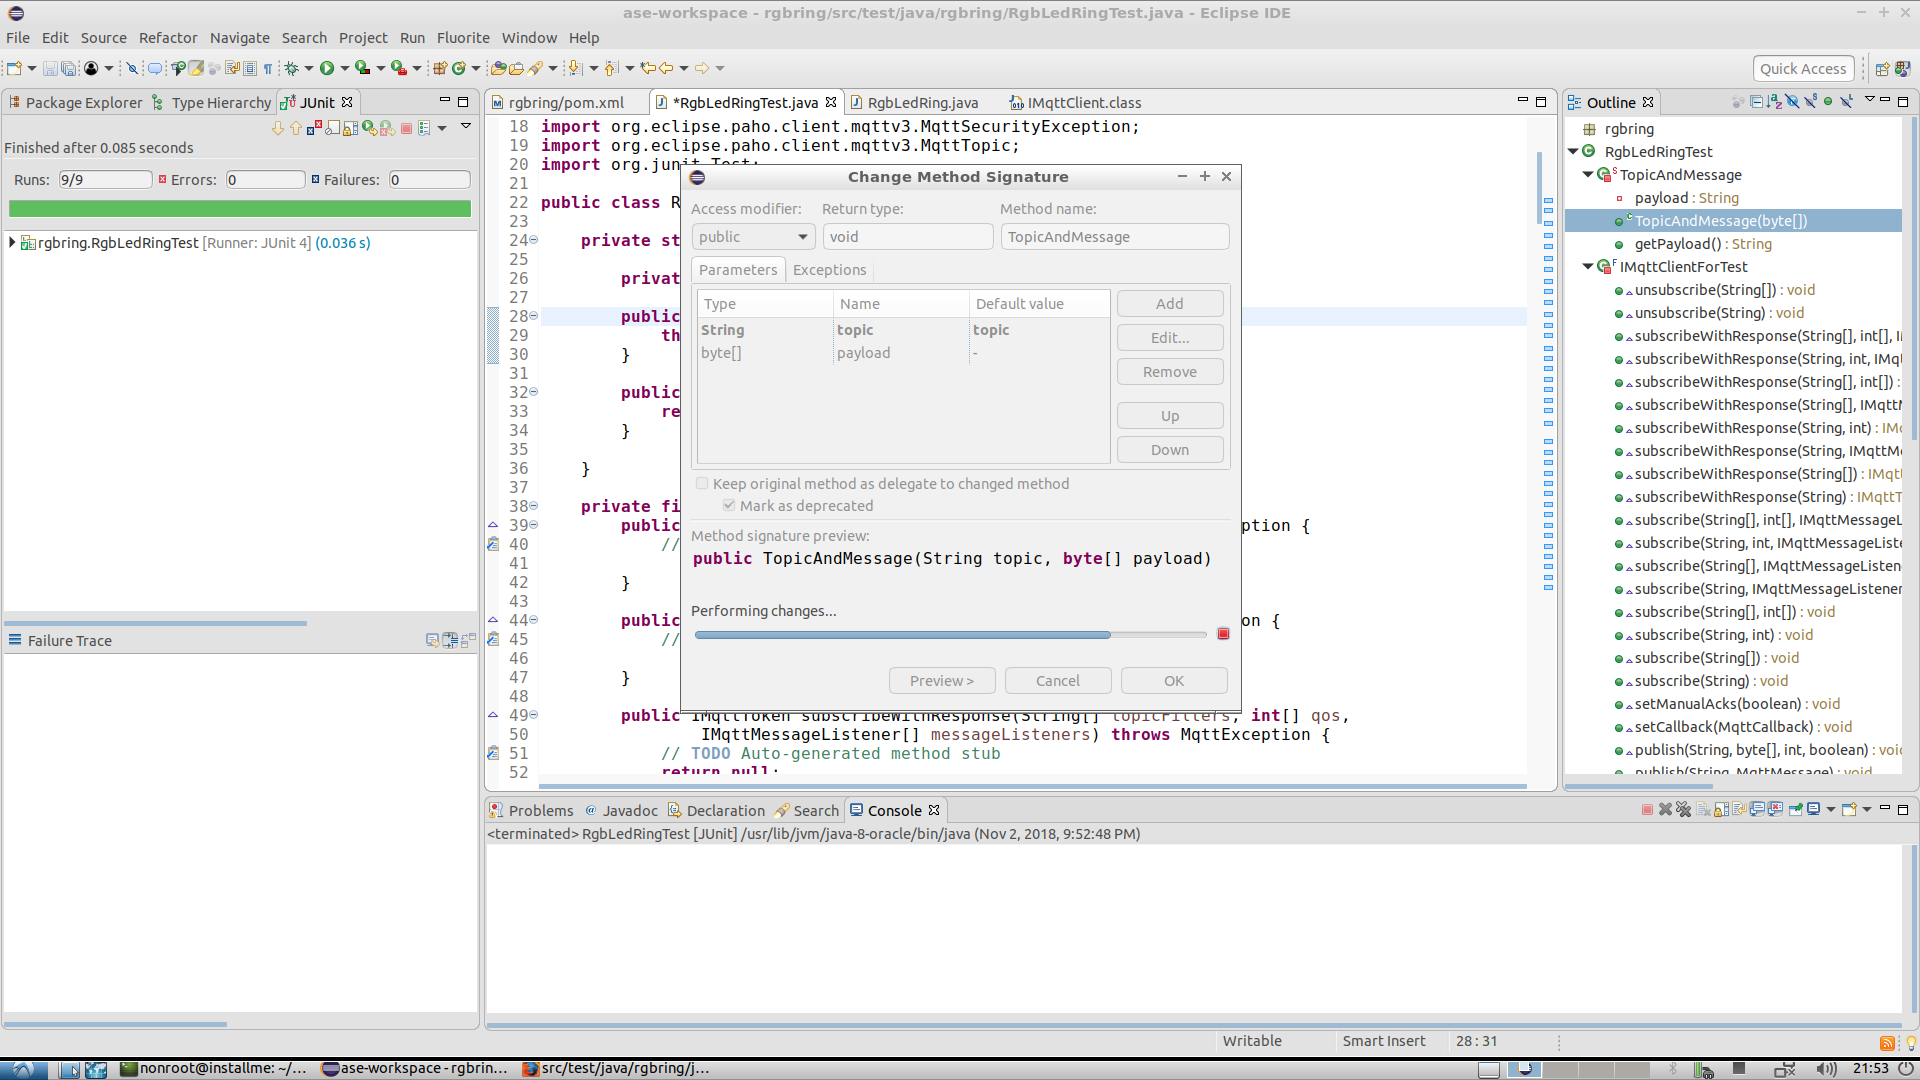 ase-workspace - rgbring/src/test/java/rgbring/RgbLedRingTest.java - Eclipse IDE
File Edit Source Refactor Navigate Search Project Run Fluorite Window Help
Quick Access
Package Explorer Type Hierarchy JUnit
Finished after 0.085 seconds
Runs: 9/9 Errors: 0 Failures: 0
rgbring.RgbLedRingTest [Runner: JUnit 4] (0.036 s)
Failure Trace
rgbring/pom.xml *RgbLedRingTest.java RgbLedRing.java IMqttClient.class
18 import org.eclipse.paho.client.mqttv3.MqttSecurityException;
19 import org.eclipse.paho.client.mqttv3.MqttTopic;
20 import org.junit.Test;
21
22 public class R
23
24 private st
25
26 privat
27
28 public
29 th
30 }
31
32 public
33 re
34 }
35
36 }
37
38 private fi
39 public ption {
40 //
41
42 }
43
44 public on {
45 //
46
47 }
48
49 public IMqttToken subscribeWithResponse(String[] topicFilters, int[] qos,
50 IMqttMessageListener[] messageListeners) throws MqttException {
51 // TODO Auto-generated method stub
52 return null;
Change Method Signature
Access modifier: Return type: Method name:
public void TopicAndMessage
Parameters Exceptions
Type Name Default value
String topic topic
byte[] payload -
Add
Edit...
Remove
Up
Down
Keep original method as delegate to changed method
Mark as deprecated
Method signature preview:
public TopicAndMessage(String topic, byte[] payload)
Performing changes...
Preview > Cancel OK
Outline
rgbring
RgbLedRingTest
TopicAndMessage
payload : String
TopicAndMessage(byte[])
getPayload() : String
IMqttClientForTest
unsubscribe(String[]) : void
unsubscribe(String) : void
subscribeWithResponse(String[], int[], I
subscribeWithResponse(String, int, IMqt
subscribeWithResponse(String[], int[]) :
subscribeWithResponse(String[], IMqttM
subscribeWithResponse(String, int) : IMq
subscribeWithResponse(String, IMqttMe
subscribeWithResponse(String[]) : IMqtt
subscribeWithResponse(String) : IMqttT
subscribe(String[], int[], IMqttMessageL
subscribe(String, int, IMqttMessageListe
subscribe(String[], IMqttMessageListen
subscribe(String, IMqttMessageListener
subscribe(String[], int[]) : void
subscribe(String, int) : void
subscribe(String[]) : void
subscribe(String) : void
setManualAcks(boolean) : void
setCallback(MqttCallback) : void
publish(String, byte[], int, boolean) : voi
publish(String, MqttMessage) : void
Problems Javadoc Declaration Search Console
<terminated> RgbLedRingTest [JUnit] /usr/lib/jvm/java-8-oracle/bin/java (Nov 2, 2018, 9:52:48 PM)
Writable Smart Insert 28 : 31
nonroot@installme: ~/... ase-workspace - rgbrin... src/test/java/rgbring/j... 21:53